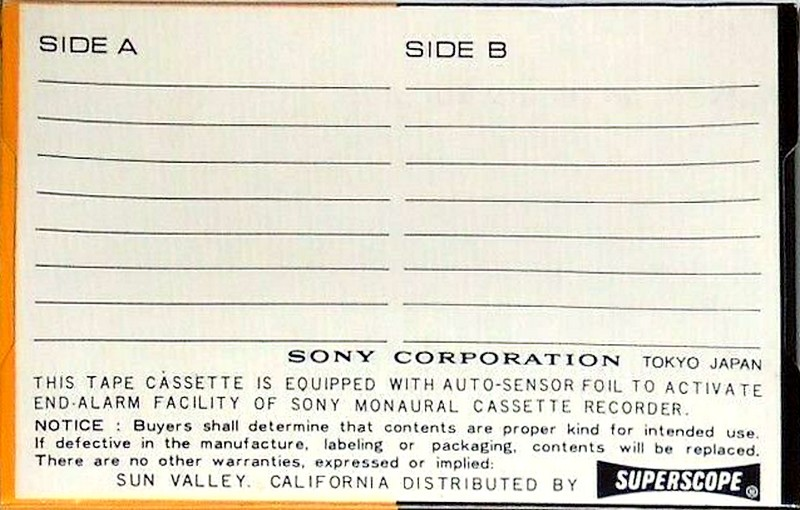 SIDE A
SIDE B
SONY CORPORATION TOKYO JAPAN
THIS TAPE CASSETTE IS EQUIPPED WITH AUTO-SENSOR FOIL TO ACTIVATE
END-ALARM FACILITY OF SONY MONAURAL CASSETTE RECORDER.
NOTICE : Buyers shall determine that contents are proper kind for intended use.
If defective in the manufacture, labeling or packaging, contents will be replaced.
There are no other warranties, expressed or implied:
SUN VALLEY. CALIFORNIA DISTRIBUTED BY SUPERSCOPE®